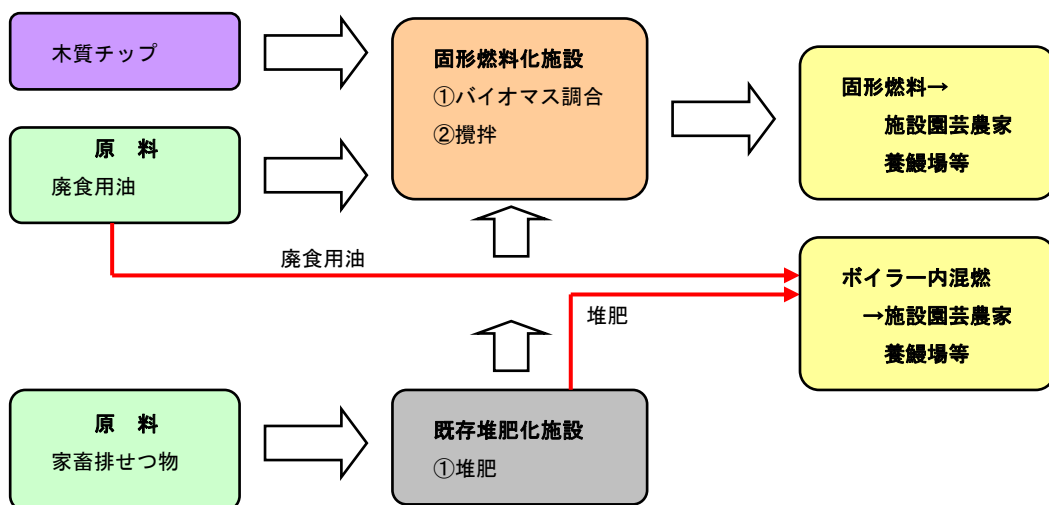 木質チップ
原　料
廃食用油
固形燃料化施設
①バイオマス調合
②攪拌
固形燃料→
施設園芸農家
養鰻場等
廃食用油
堆肥
ボイラー内混燃
→施設園芸農家
養鰻場等
原　料
家畜排せつ物
既存堆肥化施設
①堆肥